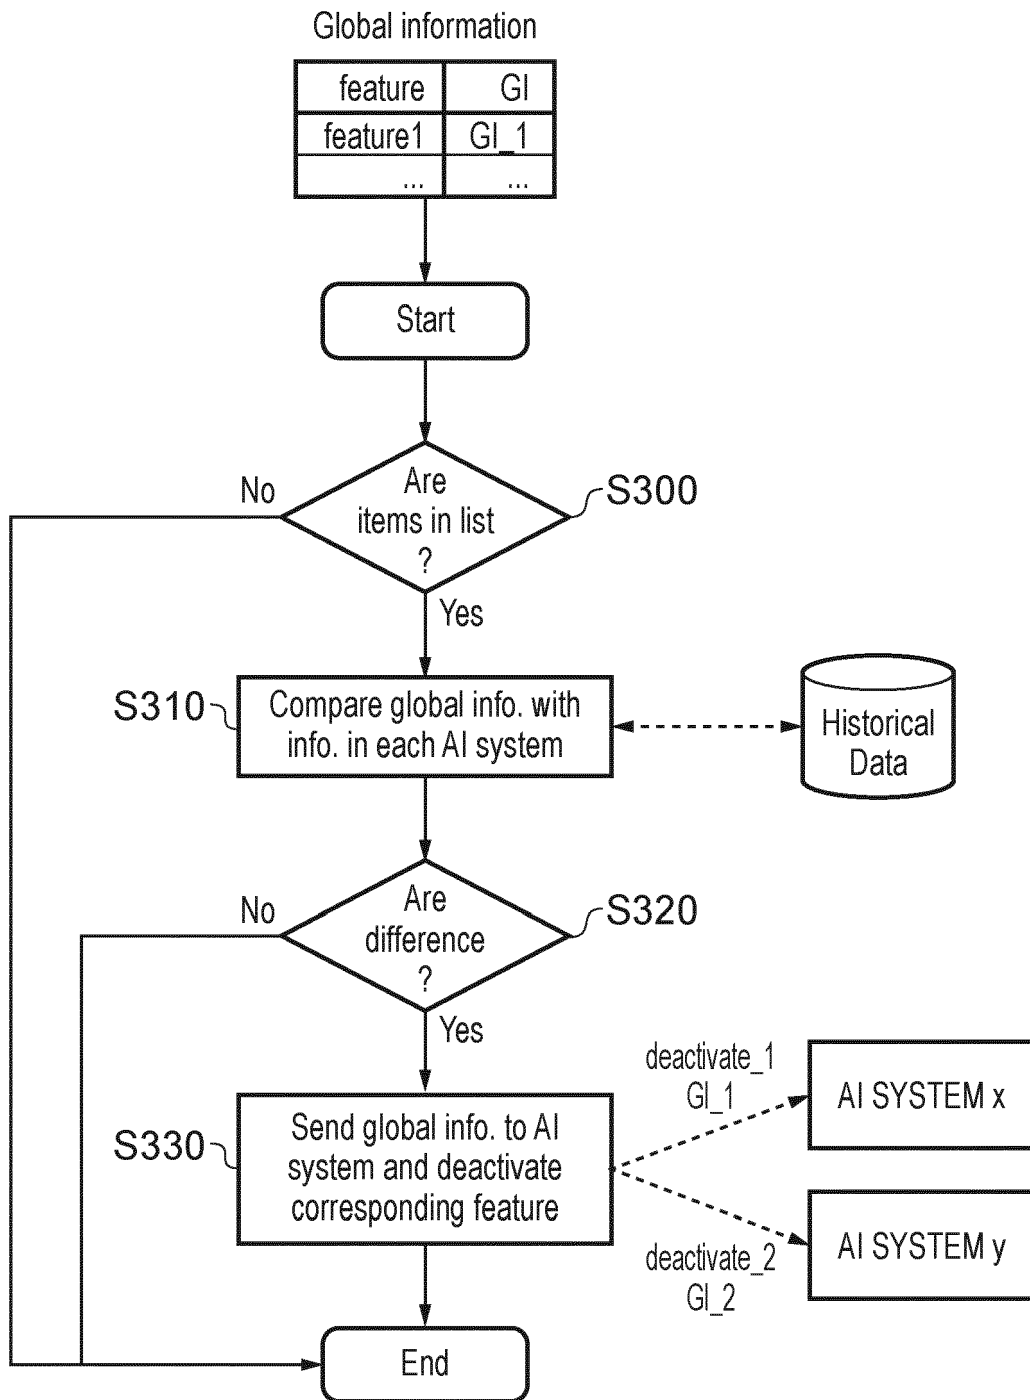 Global information
feature GI
feature1 GI_1
... ...
Start
Are
items in list
?
No
S300
Yes
S310
Compare global info. with
info. in each AI system
Historical
Data
Are
difference
?
No
S320
Yes
S330
Send global info. to AI
system and deactivate
corresponding feature
deactivate_1
GI_1
AI SYSTEM x
deactivate_2
GI_2
AI SYSTEM y
End